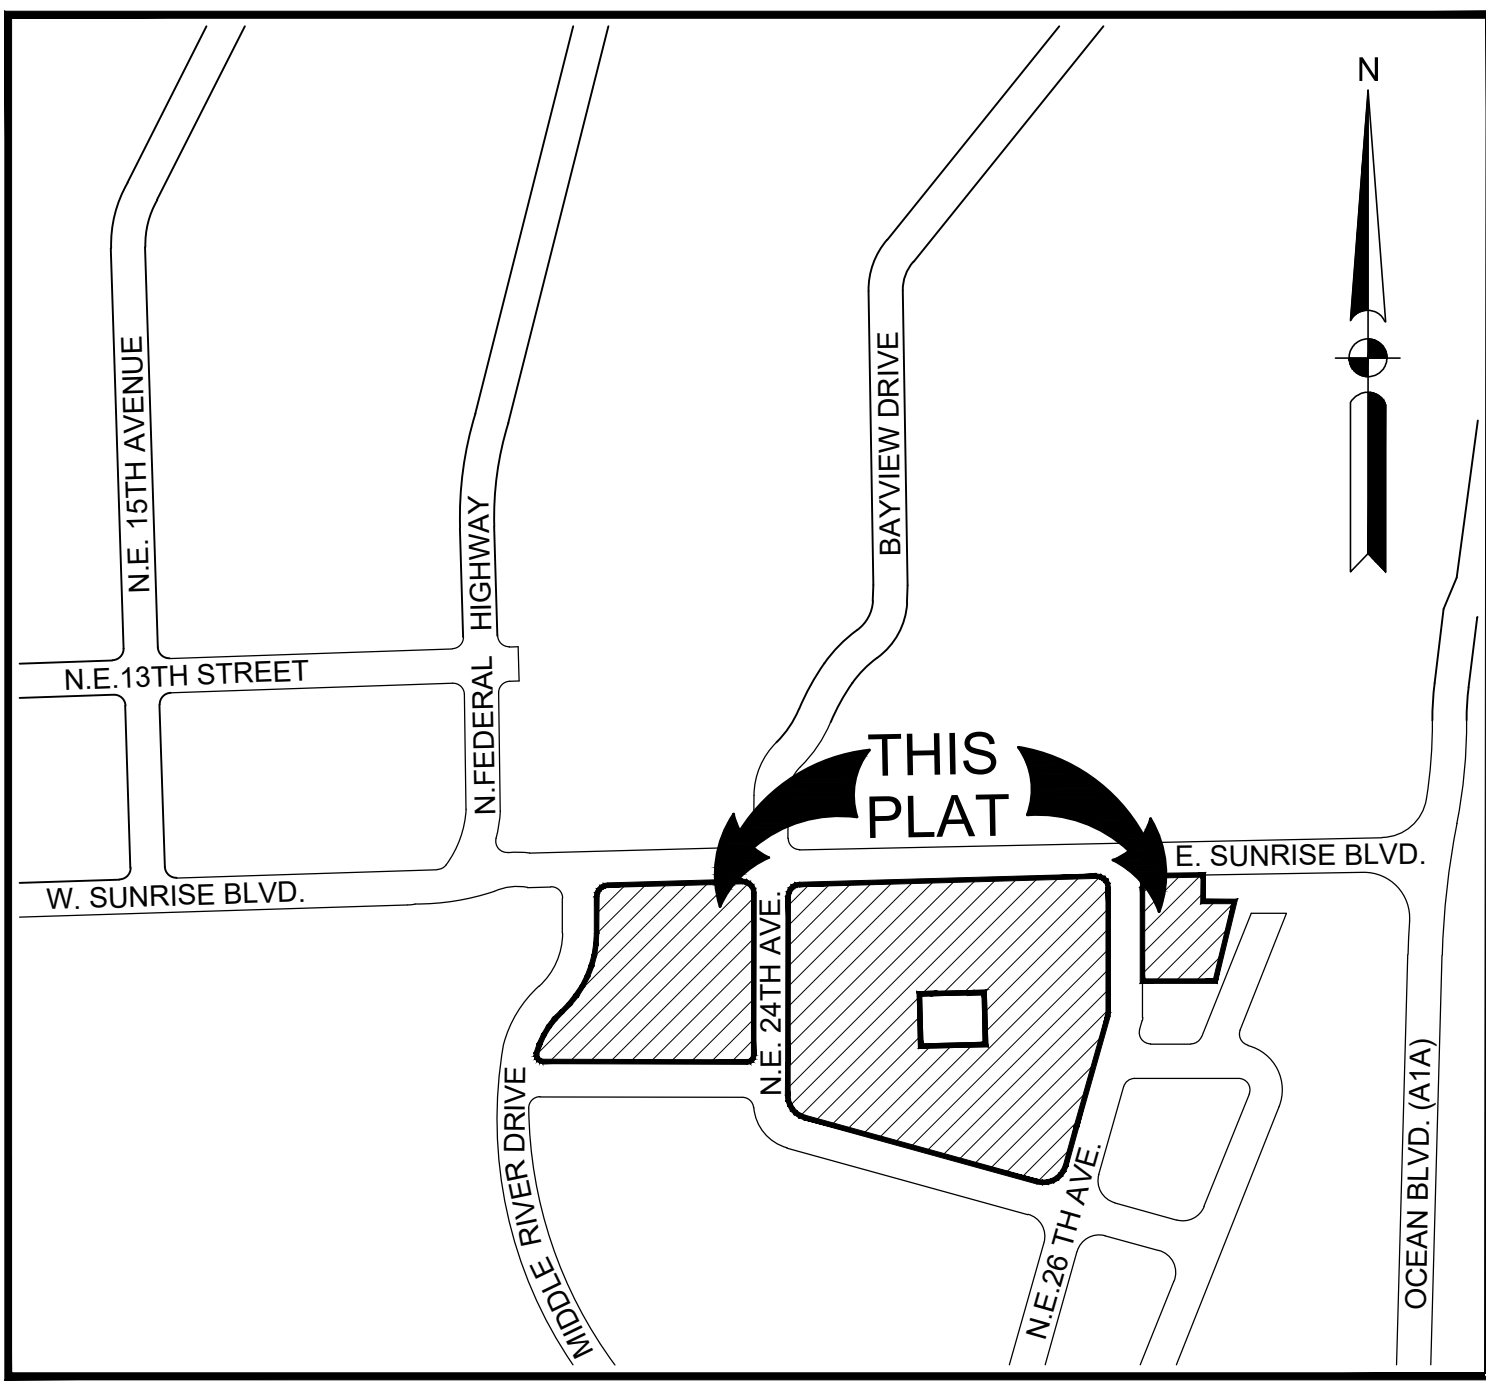 N
N.E. 15TH AVENUE
BAYVIEW DRIVE
N.FEDERAL HIGHWAY
N.E.13TH STREET
THIS
PLAT
E. SUNRISE BLVD.
W. SUNRISE BLVD.
N.E. 24TH AVE.
MIDDLE RIVER DRIVE
N.E.26 TH AVE.
OCEAN BLVD. (A1A)